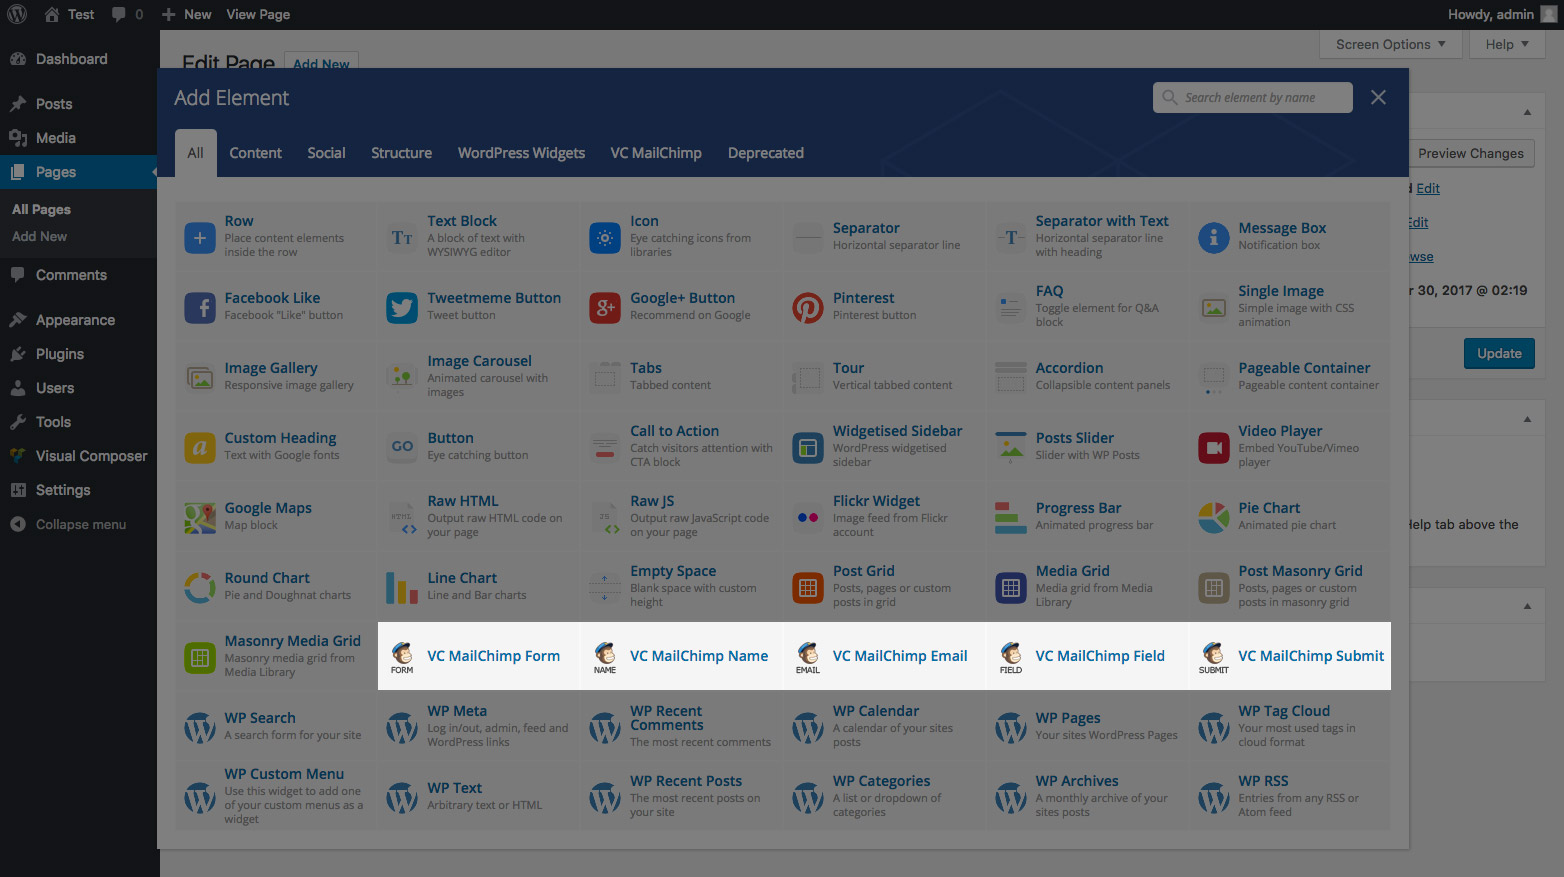 Test
0
New
View Page
Howdy, admin
Dashboard
Posts
Media
Pages
All Pages
Add New
Comments
Appearance
Plugins
Users
Tools
Visual Composer
Settings
Collapse menu
Edit Page
Add New
Screen Options
Help
Add Element
Search element by name
All
Content
Social
Structure
WordPress Widgets
VC MailChimp
Deprecated
Row
Place content elements
inside the row
Text Block
A block of text with
WYSIWYG editor
Icon
Eye catching icons from
libraries
Separator
Horizontal separator line
Separator with Text
Horizontal separator line
with heading
Message Box
Notification box
Facebook Like
Facebook "Like" button
Tweetmeme Button
Tweet button
Google+ Button
Recommend on Google
Pinterest
Pinterest button
FAQ
Toggle element for Q&A
block
Single Image
Simple image with CSS
animation
Image Gallery
Responsive image gallery
Image Carousel
Animated carousel with
images
Tabs
Tabbed content
Tour
Vertical tabbed content
Accordion
Collapsible content panels
Pageable Container
Pageable content container
Custom Heading
Text with Google fonts
GO
Button
Eye catching button
Call to Action
Catch visitors attention with
CTA block
Widgetised Sidebar
WordPress widgetised
sidebar
Posts Slider
Slider with WP Posts
Video Player
Embed YouTube/Vimeo
player
Google Maps
Map block
HTML
Raw HTML
Output raw HTML code on
your page
JS
Raw JS
Output raw JavaScript code
on your page
Flickr Widget
Image feed from Flickr
account
Progress Bar
Animated progress bar
Pie Chart
Animated pie chart
Round Chart
Pie and Doughnat charts
Line Chart
Line and Bar charts
Empty Space
Blank space with custom
height
Post Grid
Posts, pages or custom
posts in grid
Media Grid
Media grid from Media
Library
Post Masonry Grid
Posts, pages or custom
posts in masonry grid
Masonry Media Grid
Masonry media grid from
Media Library
FORM
VC MailChimp Form
NAME
VC MailChimp Name
EMAIL
VC MailChimp Email
FIELD
VC MailChimp Field
SUBMIT
VC MailChimp Submit
WP Search
A search form for your site
WP Meta
Log in/out, admin, feed and
WordPress links
WP Recent
Comments
The most recent comments
WP Calendar
A calendar of your sites
posts
WP Pages
Your sites WordPress Pages
WP Tag Cloud
Your most used tags in
cloud format
WP Custom Menu
Use this widget to add one
of your custom menus as a
widget
WP Text
Arbitrary text or HTML
WP Recent Posts
The most recent posts on
your site
WP Categories
A list or dropdown of
categories
WP Archives
A monthly archive of your
sites posts
WP RSS
Entries from any RSS or
Atom feed
Preview Changes
Edit
Edit
owse
r 30, 2017 @ 02:19
Update
Help tab above the